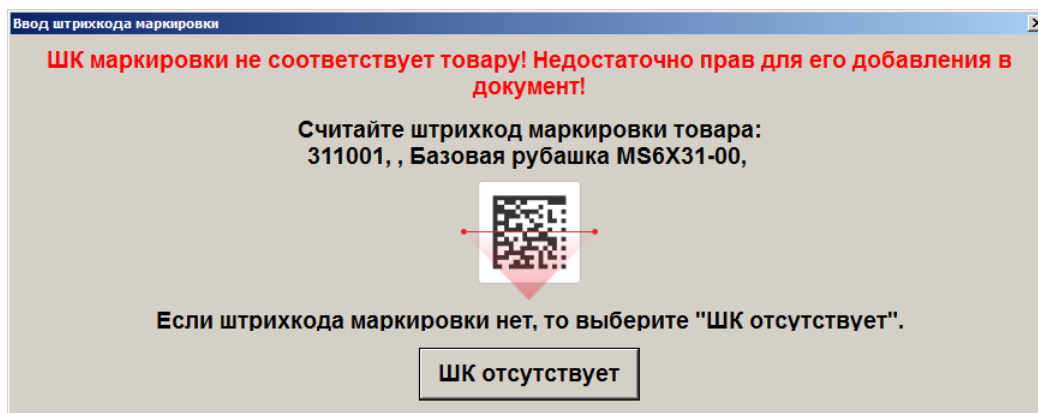 Ввод штрихкода маркировки
ШК маркировки не соответствует товару! Недостаточно прав для его добавления в
документ!
Считайте штрихкод маркировки товара:
311001, , Базовая рубашка MS6X31-00,
Если штрихкода маркировки нет, то выберите "ШК отсутствует".
ШК отсутствует